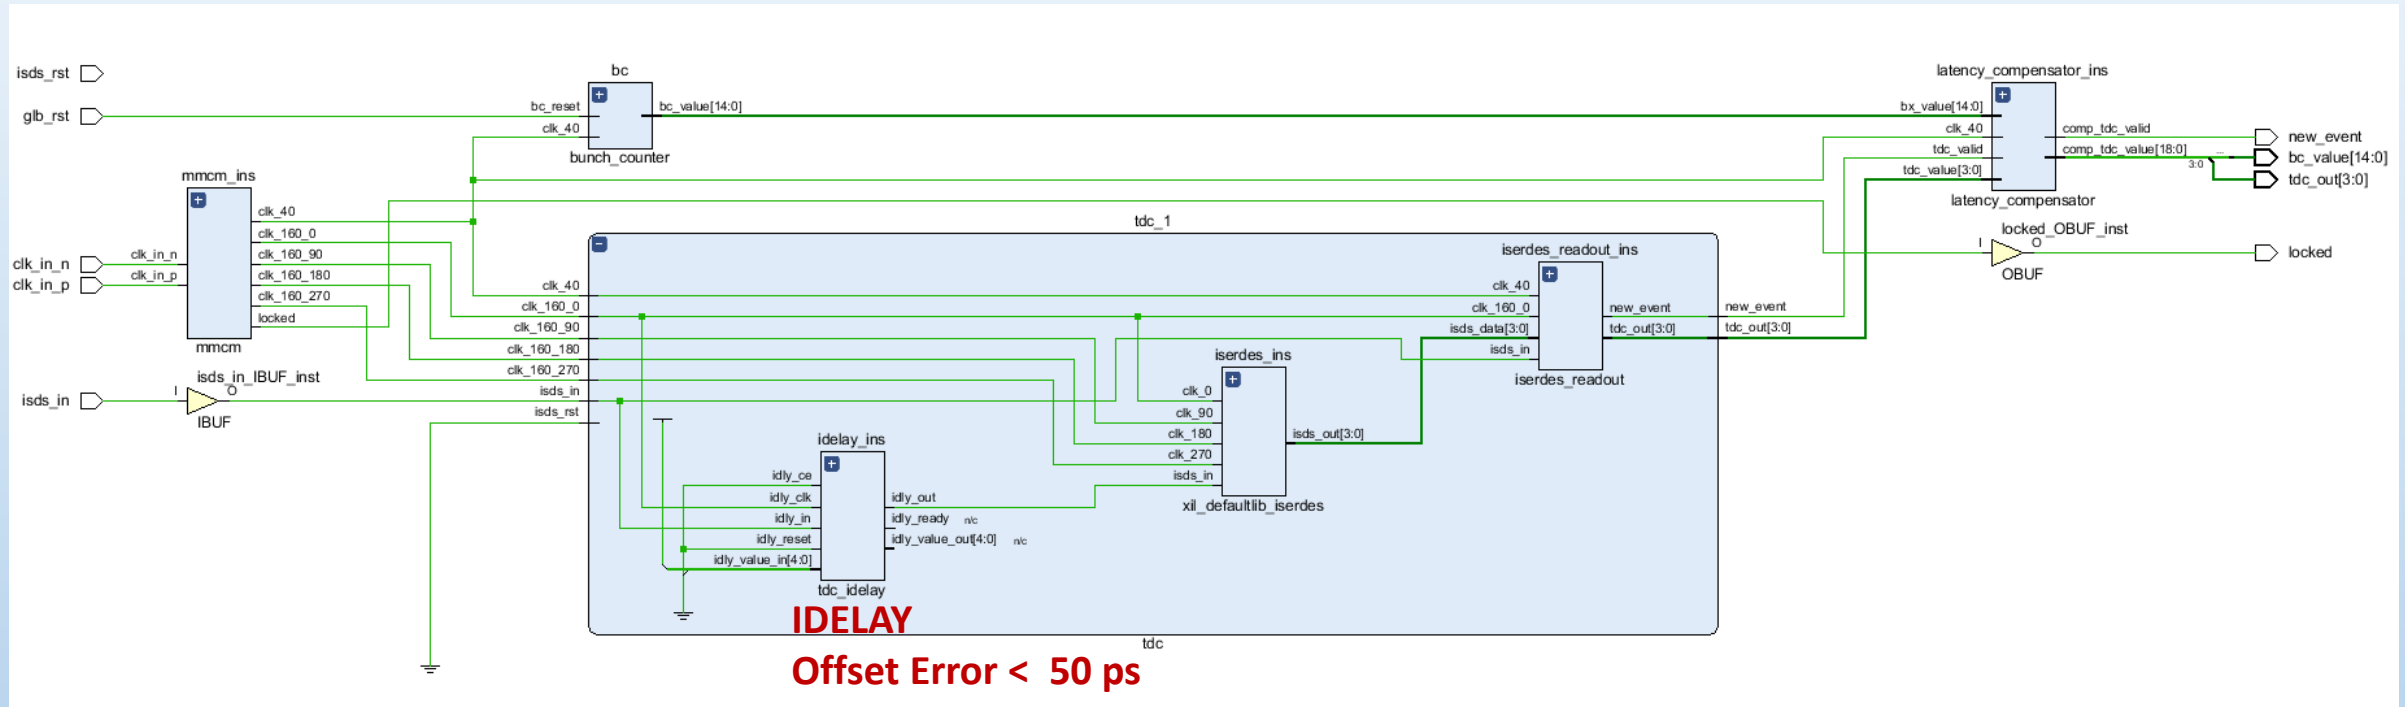 isds_rst
glb_rst
bc
bc_reset
clk_40
bc_value[14:0]
bunch_counter
latency_compensator_ins
bx_value[14:0]
clk_40
tdc_valid
tdc_value[3:0]
comp_tdc_valid
comp_tdc_value[18:0]
...
3:0
latency_compensator
new_event
bc_value[14:0]
tdc_out[3:0]
mmcm_ins
clk_in_n
clk_in_p
clk_in_n
clk_in_p
clk_40
clk_160_0
clk_160_90
clk_160_180
clk_160_270
locked
mmcm
locked_OBUF_inst
I
O
OBUF
locked
isds_in
isds_in_IBUF_inst
I
O
IBUF
tdc_1
clk_40
clk_160_0
clk_160_90
clk_160_180
clk_160_270
isds_in
isds_rst
iserdes_readout_ins
clk_40
clk_160_0
isds_data[3:0]
isds_in
new_event
tdc_out[3:0]
iserdes_readout
new_event
tdc_out[3:0]
iserdes_ins
clk_0
clk_90
clk_180
clk_270
isds_in
isds_out[3:0]
xil_defaultlib_iserdes
idelay_ins
idly_ce
idly_clk
idly_in
idly_reset
idly_value_in[4:0]
idly_out
idly_ready n/c
idly_value_out[4:0] n/c
tdc_idelay
tdc
IDELAY
Offset Error < 50 ps